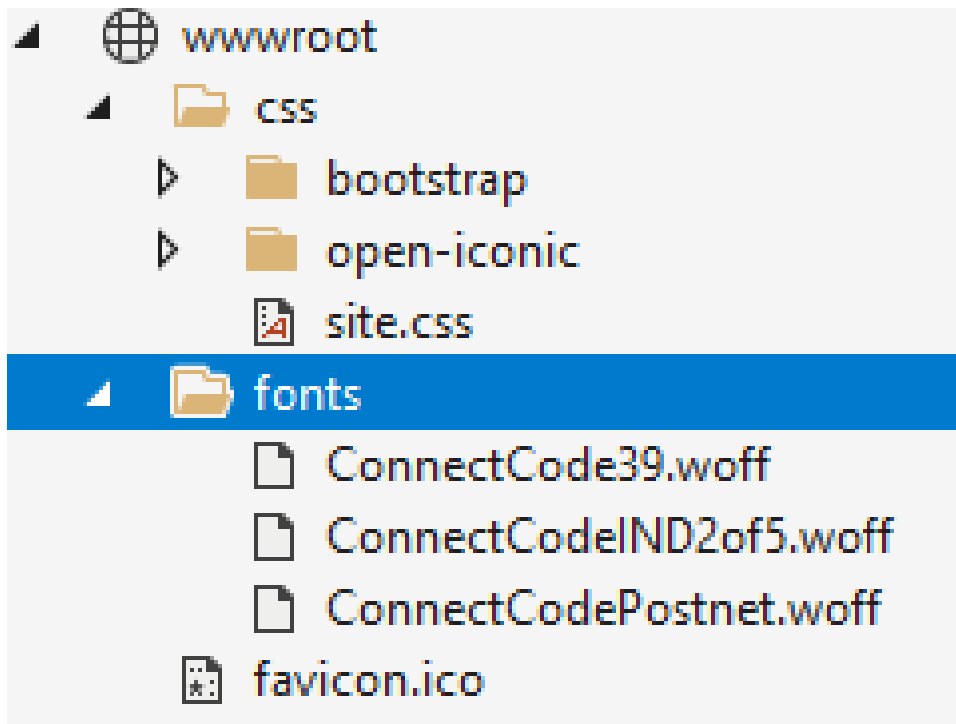 wwwroot
css
bootstrap
open-iconic
site.css
fonts
ConnectCode39.woff
ConnectCodeIND2of5.woff
ConnectCodePostnet.woff
favicon.ico